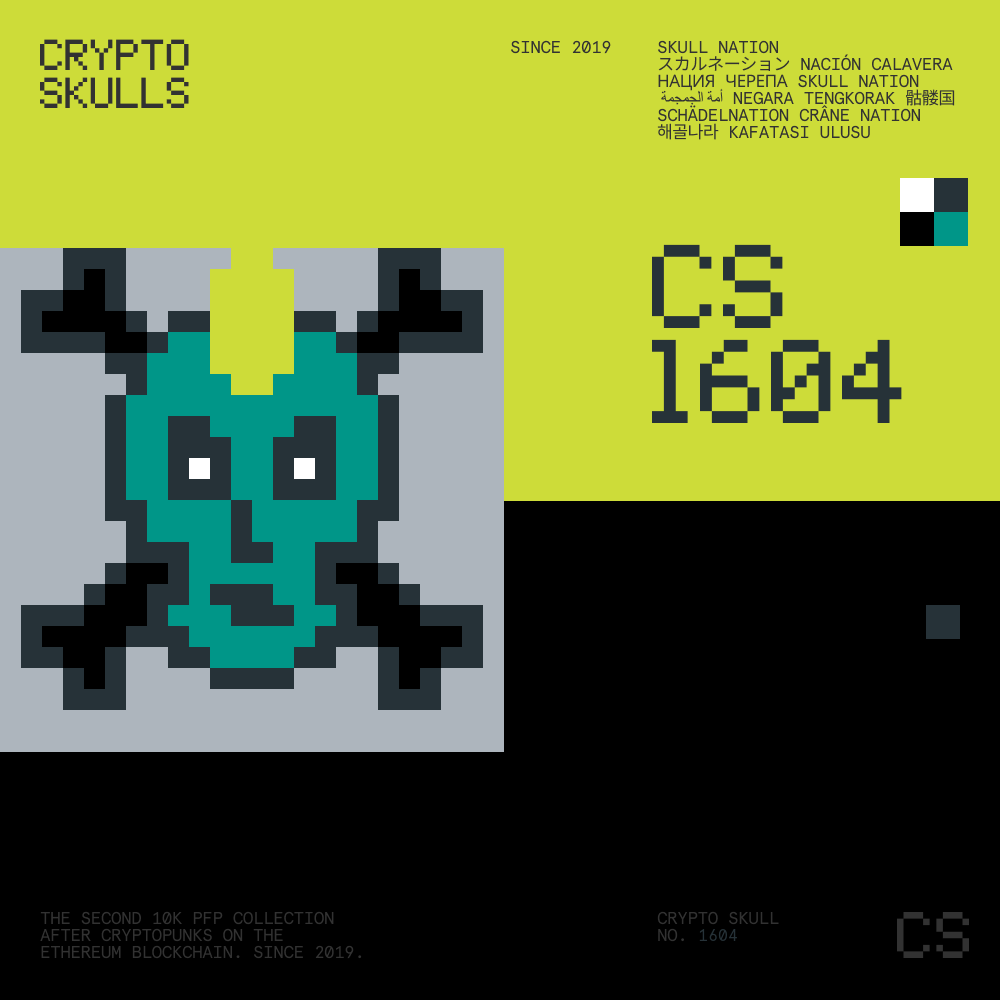 CRYPTO
SKULLS
SINCE 2019
SKULL NATION
スカルネーション NACIÓN CALAVERA
НАЦИЯ ЧЕРЕПА SKULL NATION
أمة الجمجمة NEGARA TENGKORAK 骷髏国
SCHÄDELNATION CRÂNE NATION
해골나라 KAFATASI ULUSU
CS
1604
THE SECOND 10K PFP COLLECTION
AFTER CRYPTOPUNKS ON THE
ETHEREUM BLOCKCHAIN. SINCE 2019.
CRYPTO SKULL
NO. 1604
CS